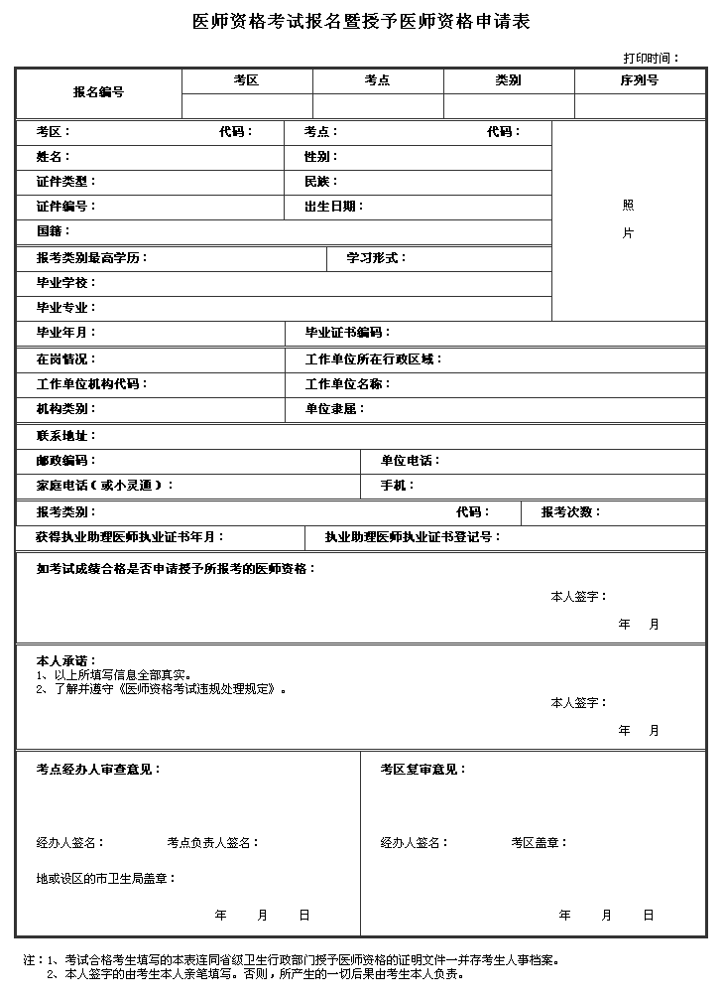 医师资格考试报名暨授予医师资格申请表
打印时间：
报名编号 考区 考点 类别 序列号
考区： 代码： 考点： 代码：
姓名： 性别：
证件类型： 民族：
证件编号： 出生日期：
照
片
国籍：
报考类别最高学历： 学习形式：
毕业学校：
毕业专业：
毕业年月： 毕业证书编码：
在岗情况： 工作单位所在行政区域：
工作单位机构代码： 工作单位名称：
机构类别： 单位隶属：
联系地址：
邮政编码： 单位电话：
家庭电话（或小灵通）： 手机：
报考类别： 代码： 报考次数：
获得执业助理医师执业证书年月： 执业助理医师执业证书登记号：
如考试成绩合格是否申请授予所报考的医师资格：
本人签字：
年 月
本人承诺：
1、以上所填写信息全部真实。
2、了解并遵守《医师资格考试违规处理规定》。
本人签字：
年 月
考点经办人审查意见： 考区复审意见：
经办人签名： 考点负责人签名： 经办人签名： 考区盖章：
地或设区的市卫生局盖章：
年 月 日 年 月 日
注：1、考试合格考生填写的本表连同省级卫生行政部门授予医师资格的证明文件一并存考生人事档案。
2、本人签字的由考生本人亲笔填写。否则，所产生的一切后果由考生本人负责。